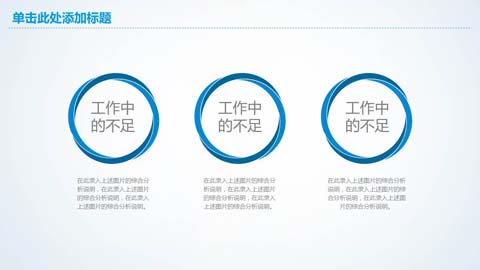 单击此处添加标题
工作中
的不足
工作中
的不足
工作中
的不足
在此录入上述图片的综合分
析说明，在此录入上述图片
的综合分析说明，在此录入
上述图片的综合分析说明。
在此录入上述图片的综合分
析说明，在此录入上述图片
的综合分析说明，在此录入
上述图片的综合分析说明。
在此录入上述图片的综合分
析说明，在此录入上述图片的综
合分析说明，在此录入上述图
片的综合分析说明。